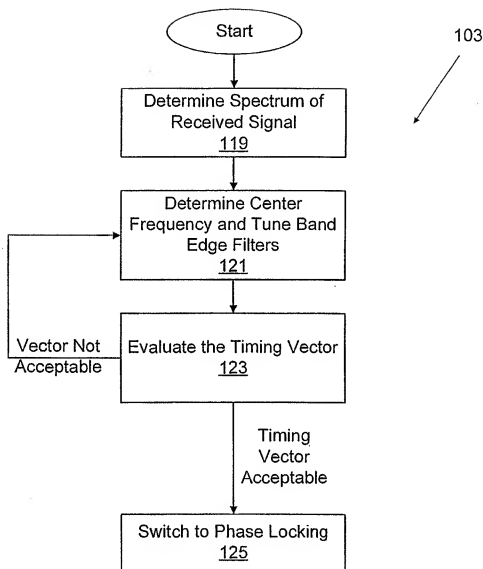 Start
103
Determine Spectrum of
Received Signal
119
Determine Center
Frequency and Tune Band
Edge Filters
121
Vector Not
Acceptable
Evaluate the Timing Vector
123
Timing
Vector
Acceptable
Switch to Phase Locking
125